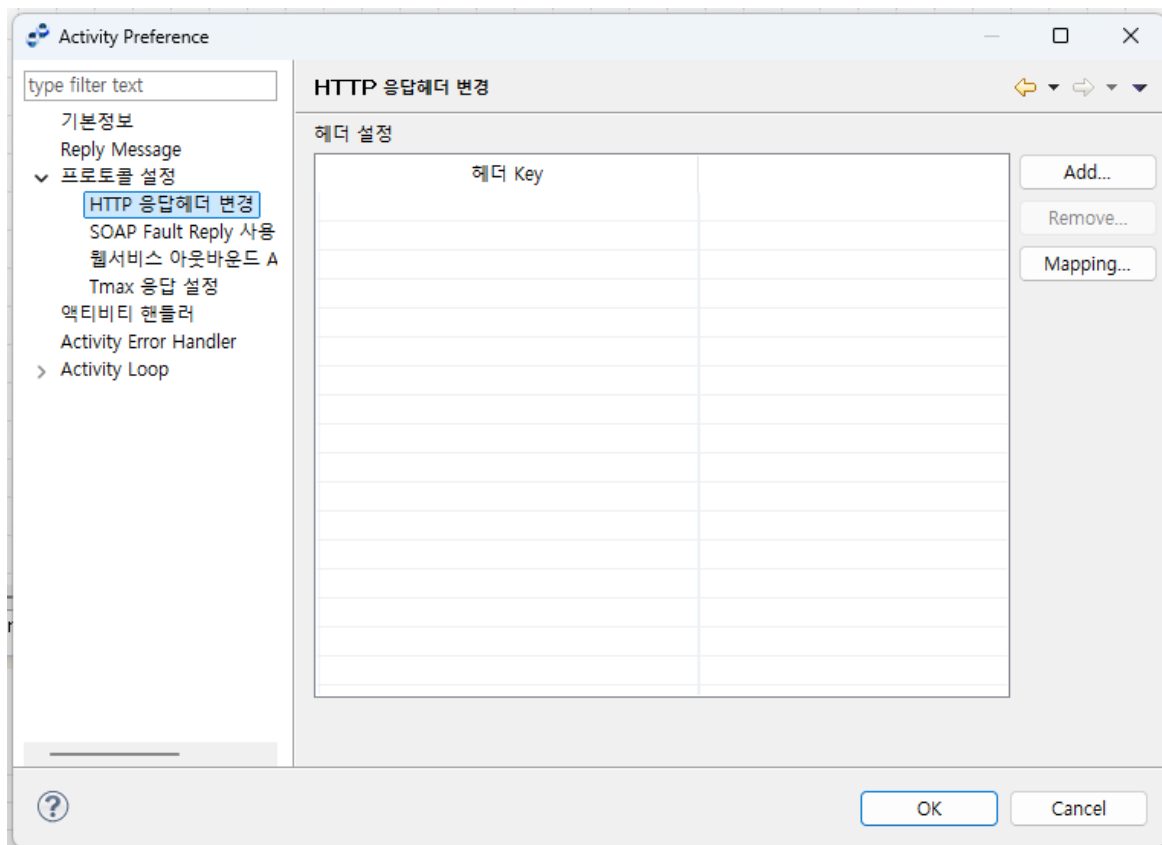 Activity Preference
type filter text
기본정보
Reply Message
프로토콜 설정
HTTP 응답헤더 변경
SOAP Fault Reply 사용
웹서비스 아웃바운드 A
Tmax 응답 설정
액티비티 핸들러
Activity Error Handler
Activity Loop
HTTP 응답헤더 변경
헤더 설정
헤더 Key
Add...
Remove...
Mapping...
OK
Cancel